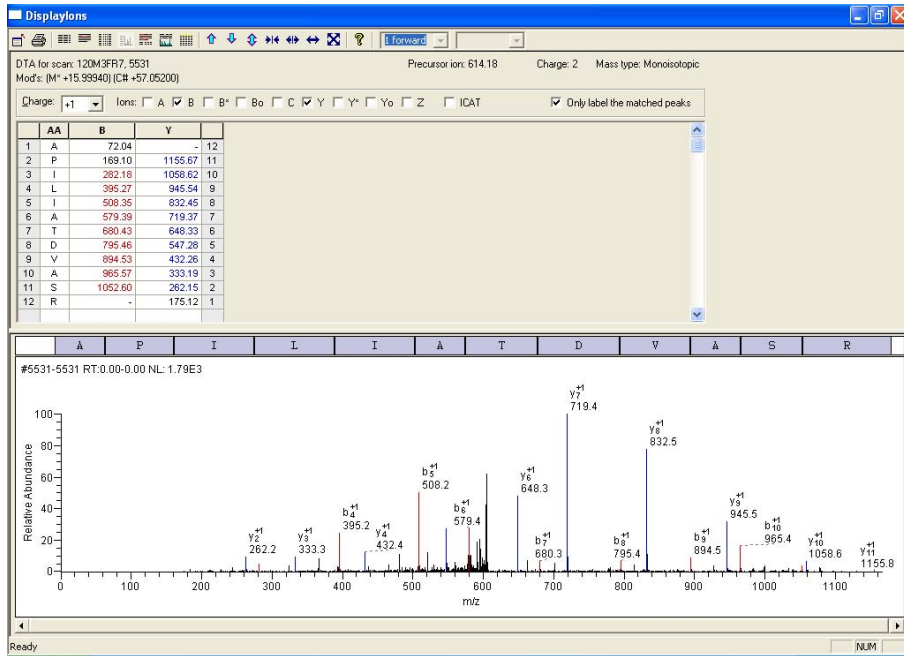 DisplayIons
1 forward
DTA for scan: 120M3FR7, 5531 Precursor ion: 614.18 Charge: 2 Mass type: Monoisotopic
Mod's: (M* +15.99940) (C# +57.05200)
Charge: +1 Ions: A B B* Bo C Y Y* Yo Z ICAT Only label the matched peaks
AA B Y
1 A 72.04 - 12
2 P 169.10 1155.67 11
3 I 282.18 1058.62 10
4 L 395.27 945.54 9
5 I 508.35 832.45 8
6 A 579.39 719.37 7
7 T 680.43 648.33 6
8 D 795.46 547.28 5
9 V 894.53 432.26 4
10 A 965.57 333.19 3
11 S 1052.60 262.15 2
12 R - 175.12 1
A P I L I A T D V A S R
#5531-5531 RT:0.00-0.00 NL: 1.79E3
Relative Abundance
100
80
60
40
20
0
y2+1
262.2
y3+1
333.3
b4+1
395.2
y4+1
432.4
b5+1
508.2
b6+1
579.4
y6+1
648.3
b7+1
680.3
y7+1
719.4
b8+1
795.4
y8+1
832.5
b9+1
894.5
y9+1
945.5
b10+1
965.4
y10+1
1058.6
y11+1
1155.8
0 100 200 300 400 500 600 700 800 900 1000 1100
m/z
Ready NUM